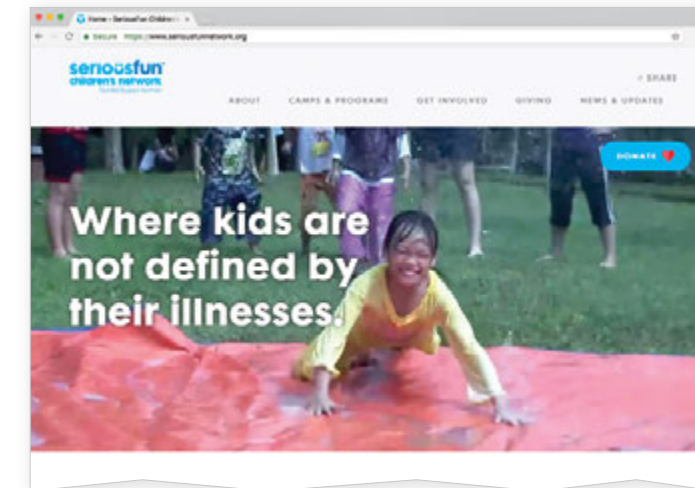 Home - SeriousFun Children's
Secure https://www.seriousfunnetwork.org
seriousfun
children's network
SHARE
ABOUT CAMPS & PROGRAMS GET INVOLVED GIVING NEWS & UPDATES
DONATE
Where kids are
not defined by
their illnesses.